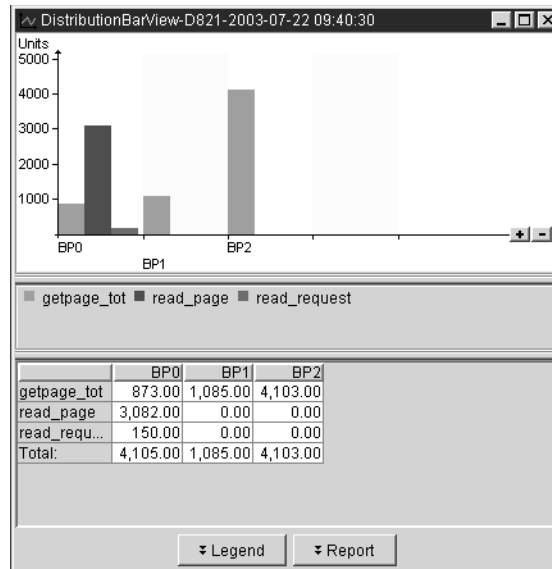 DistributionBarView-D821-2003-07-22 09:40:30
Units
5000
4000
3000
2000
1000
BP0
BP1
BP2
+ -
getpage_tot read_page read_request
BP0 BP1 BP2
getpage_tot 873.00 1,085.00 4,103.00
read_page 3,082.00 0.00 0.00
read_requ... 150.00 0.00 0.00
Total: 4,105.00 1,085.00 4,103.00
Legend Report